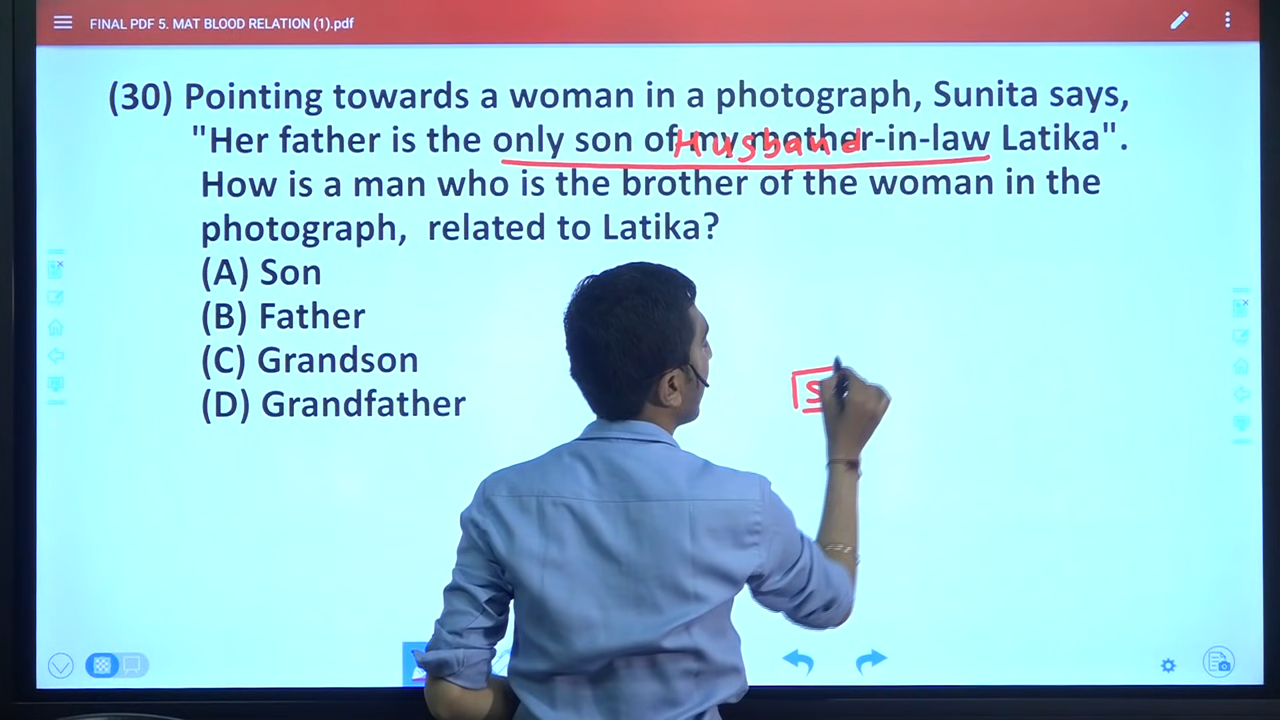 FINAL PDF 5. MAT BLOOD RELATION (1).pdf
(30) Pointing towards a woman in a photograph, Sunita says,
"Her father is the only son of my mother-in-law Latika".
Husband
How is a man who is the brother of the woman in the
photograph, related to Latika?
(A) Son
(B) Father
(C) Grandson
(D) Grandfather
S